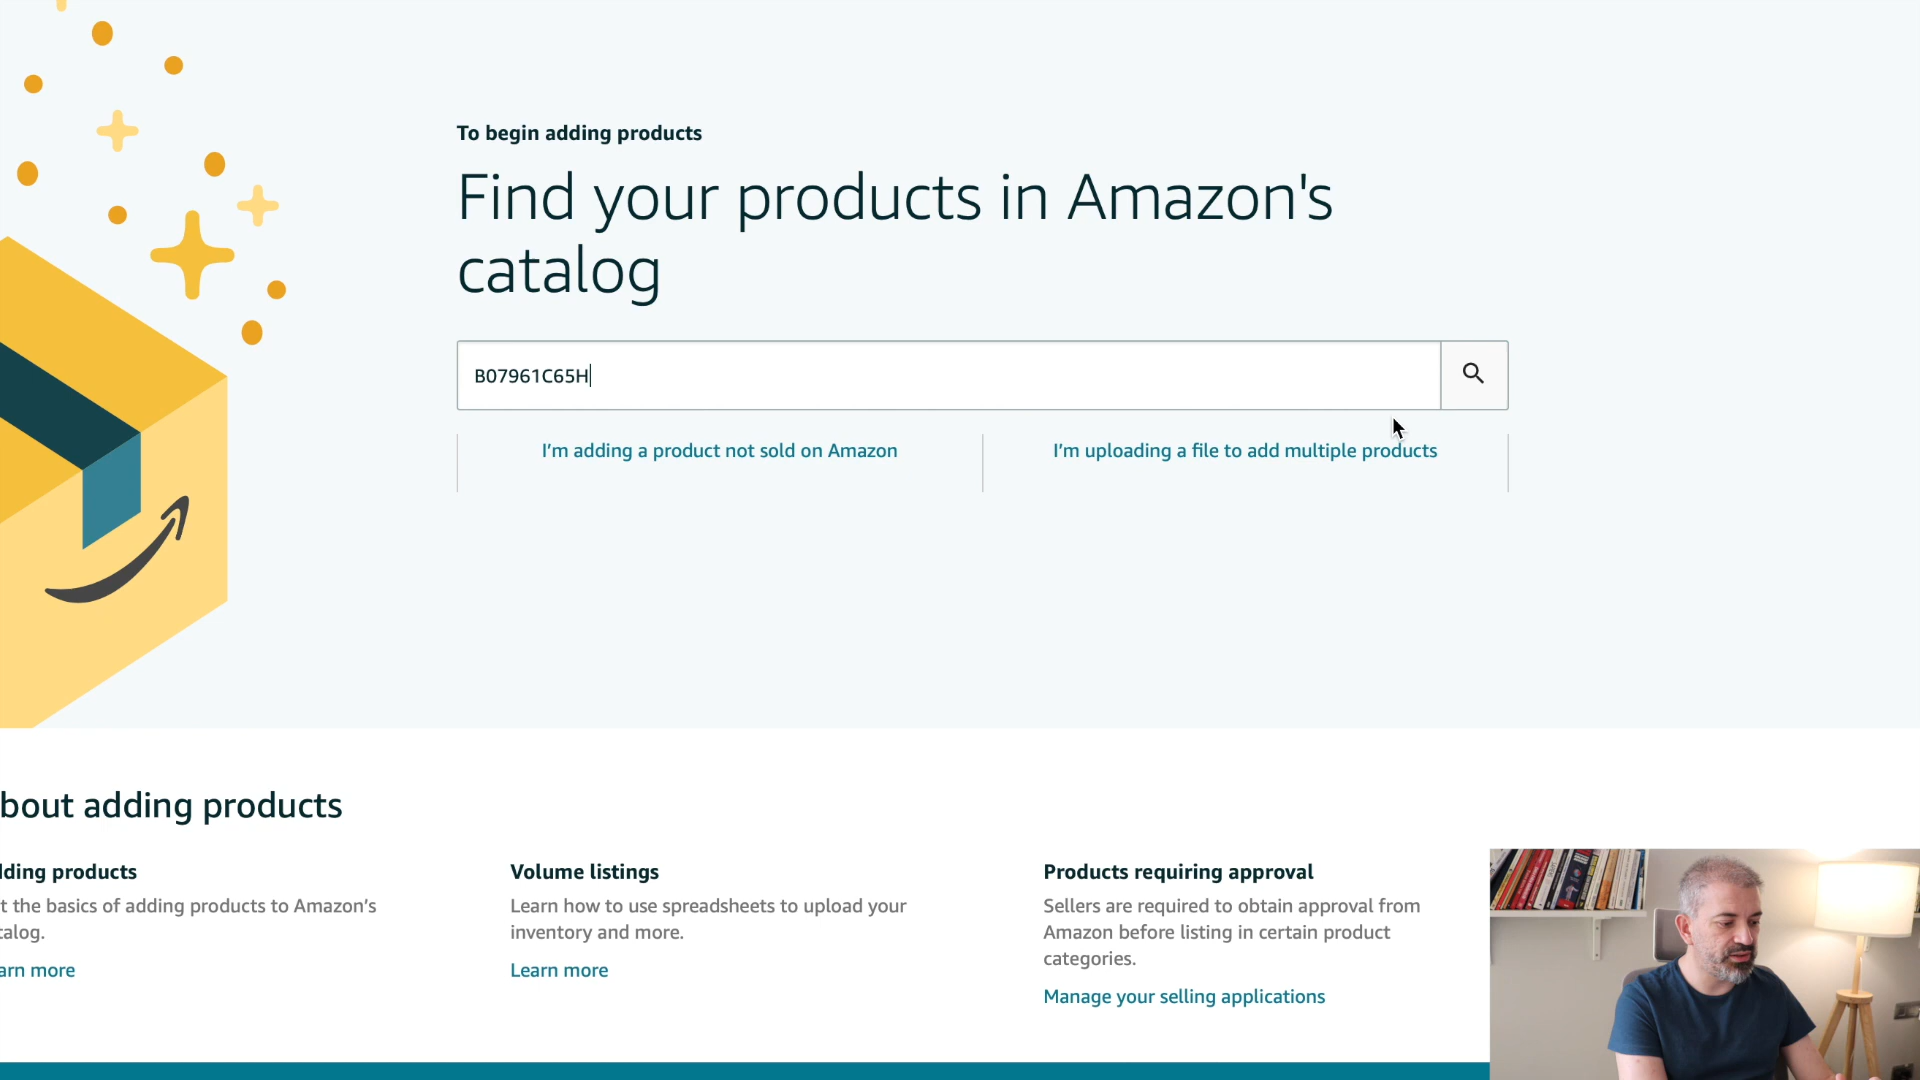 To begin adding products
Find your products in Amazon's
catalog
B07961C65H
I'm adding a product not sold on Amazon
I'm uploading a file to add multiple products
bout adding products
dding products
t the basics of adding products to Amazon's
talog.
arn more
Volume listings
Learn how to use spreadsheets to upload your
inventory and more.
Learn more
Products requiring approval
Sellers are required to obtain approval from
Amazon before listing in certain product
categories.
Manage your selling applications